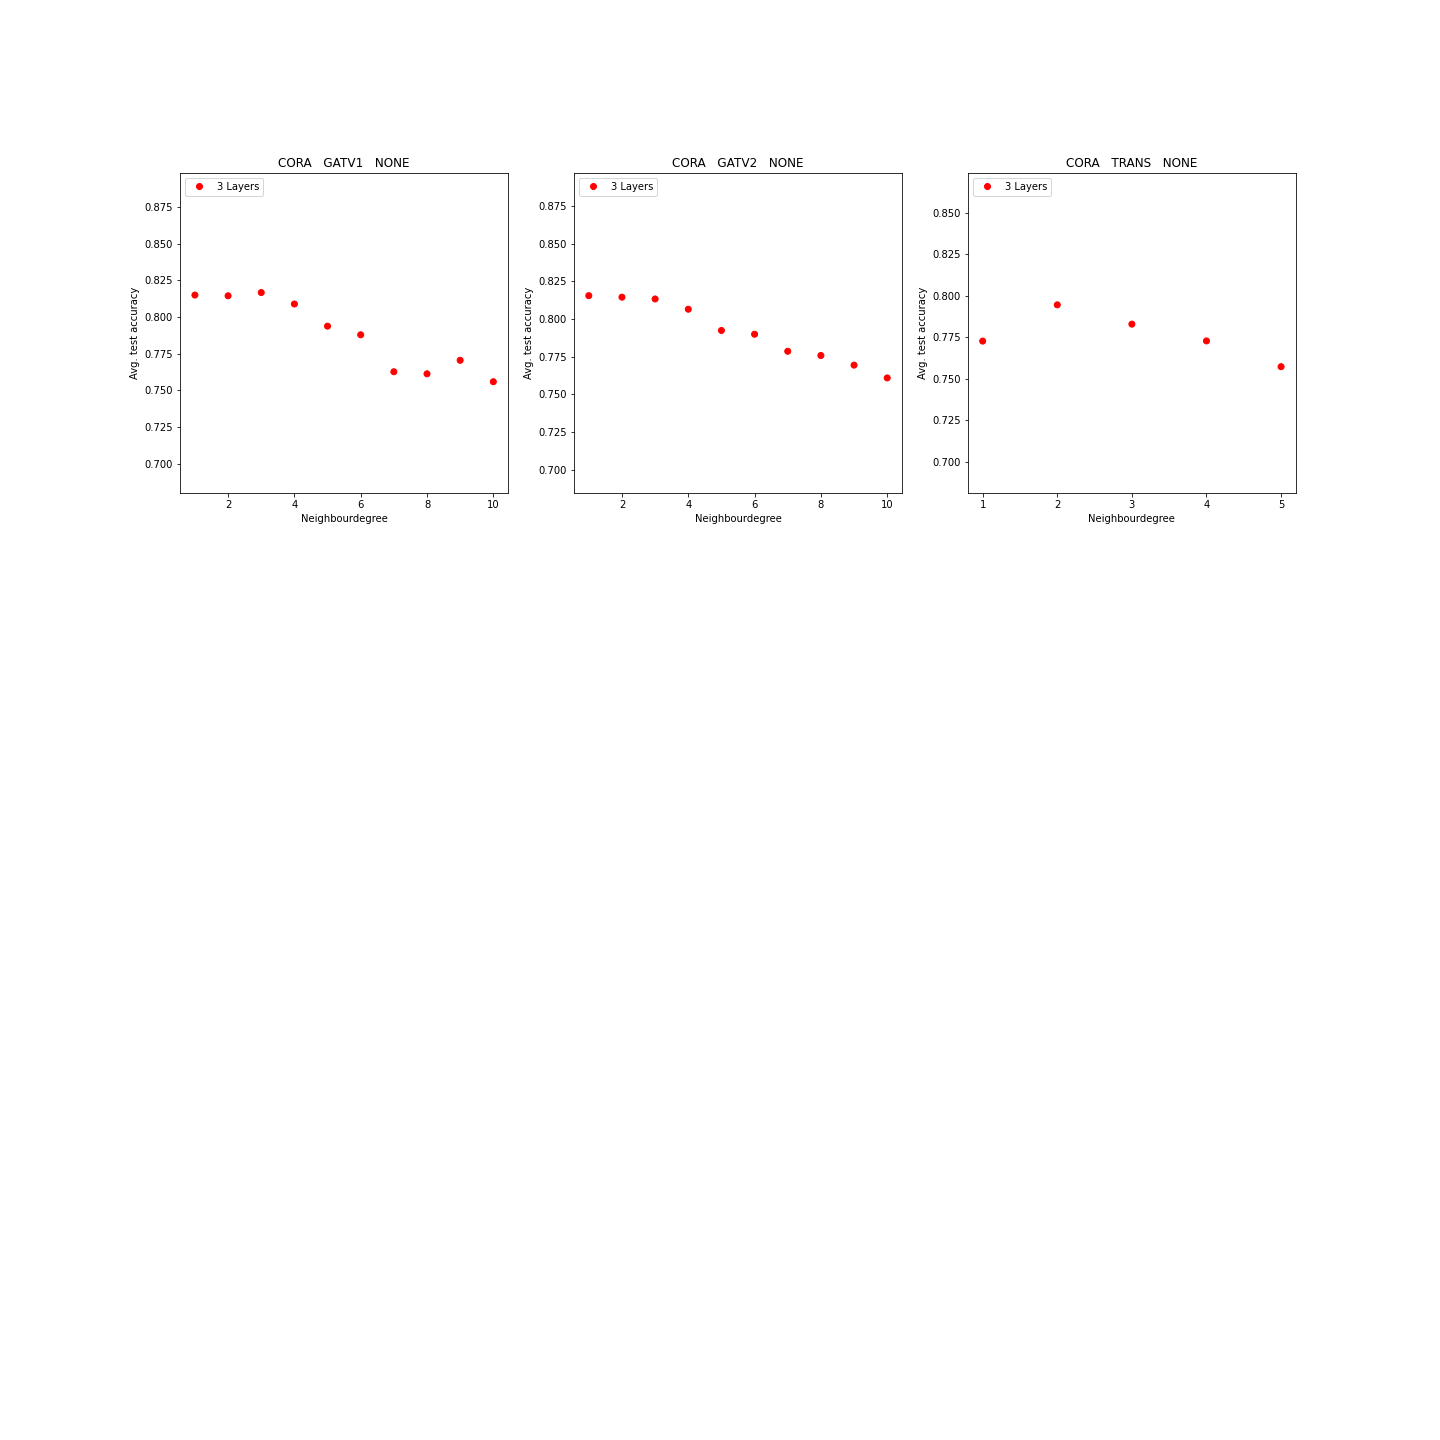 CORA GATV1 NONE
3 Layers
0.875
0.850
0.825
0.800
0.775
0.750
0.725
0.700
Avg. test accuracy
2 4 6 8 10
Neighbourdegree
CORA GATV2 NONE
3 Layers
0.875
0.850
0.825
0.800
0.775
0.750
0.725
0.700
Avg. test accuracy
2 4 6 8 10
Neighbourdegree
CORA TRANS NONE
3 Layers
0.850
0.825
0.800
0.775
0.750
0.725
0.700
Avg. test accuracy
1 2 3 4 5
Neighbourdegree